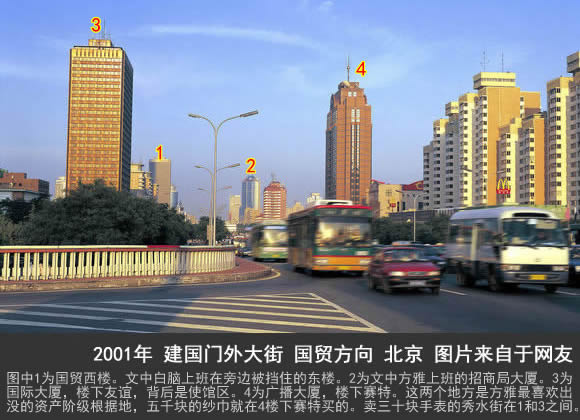 3
4
1
2
2001年 建国门外大街 国贸方向 北京 图片来自于网友
图中1为国贸西楼。文中白脑上班在旁边被挡住的东楼。2为文中方雅上班的招商局大厦。3为
国际大厦，楼下友谊，背后是使馆区。4为广播大厦，楼下赛特。这两个地方是方雅最喜欢出
没的资产阶级根据地，五千块的纱巾就在4楼下赛特买的。卖三十块手表的秀水街在1和3之间